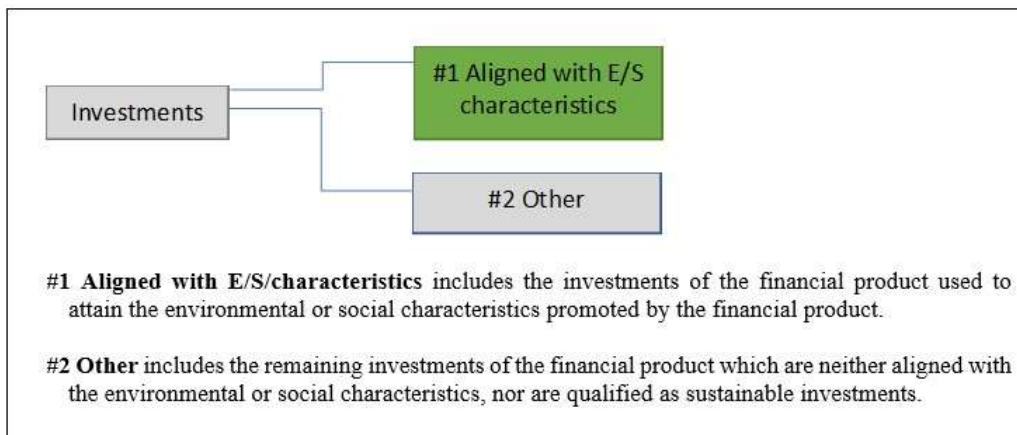 #1 Aligned with E/S
characteristics
Investments
#2 Other
#1 Aligned with E/S/characteristics includes the investments of the financial product used to
attain the environmental or social characteristics promoted by the financial product.
#2 Other includes the remaining investments of the financial product which are neither aligned with
the environmental or social characteristics, nor are qualified as sustainable investments.